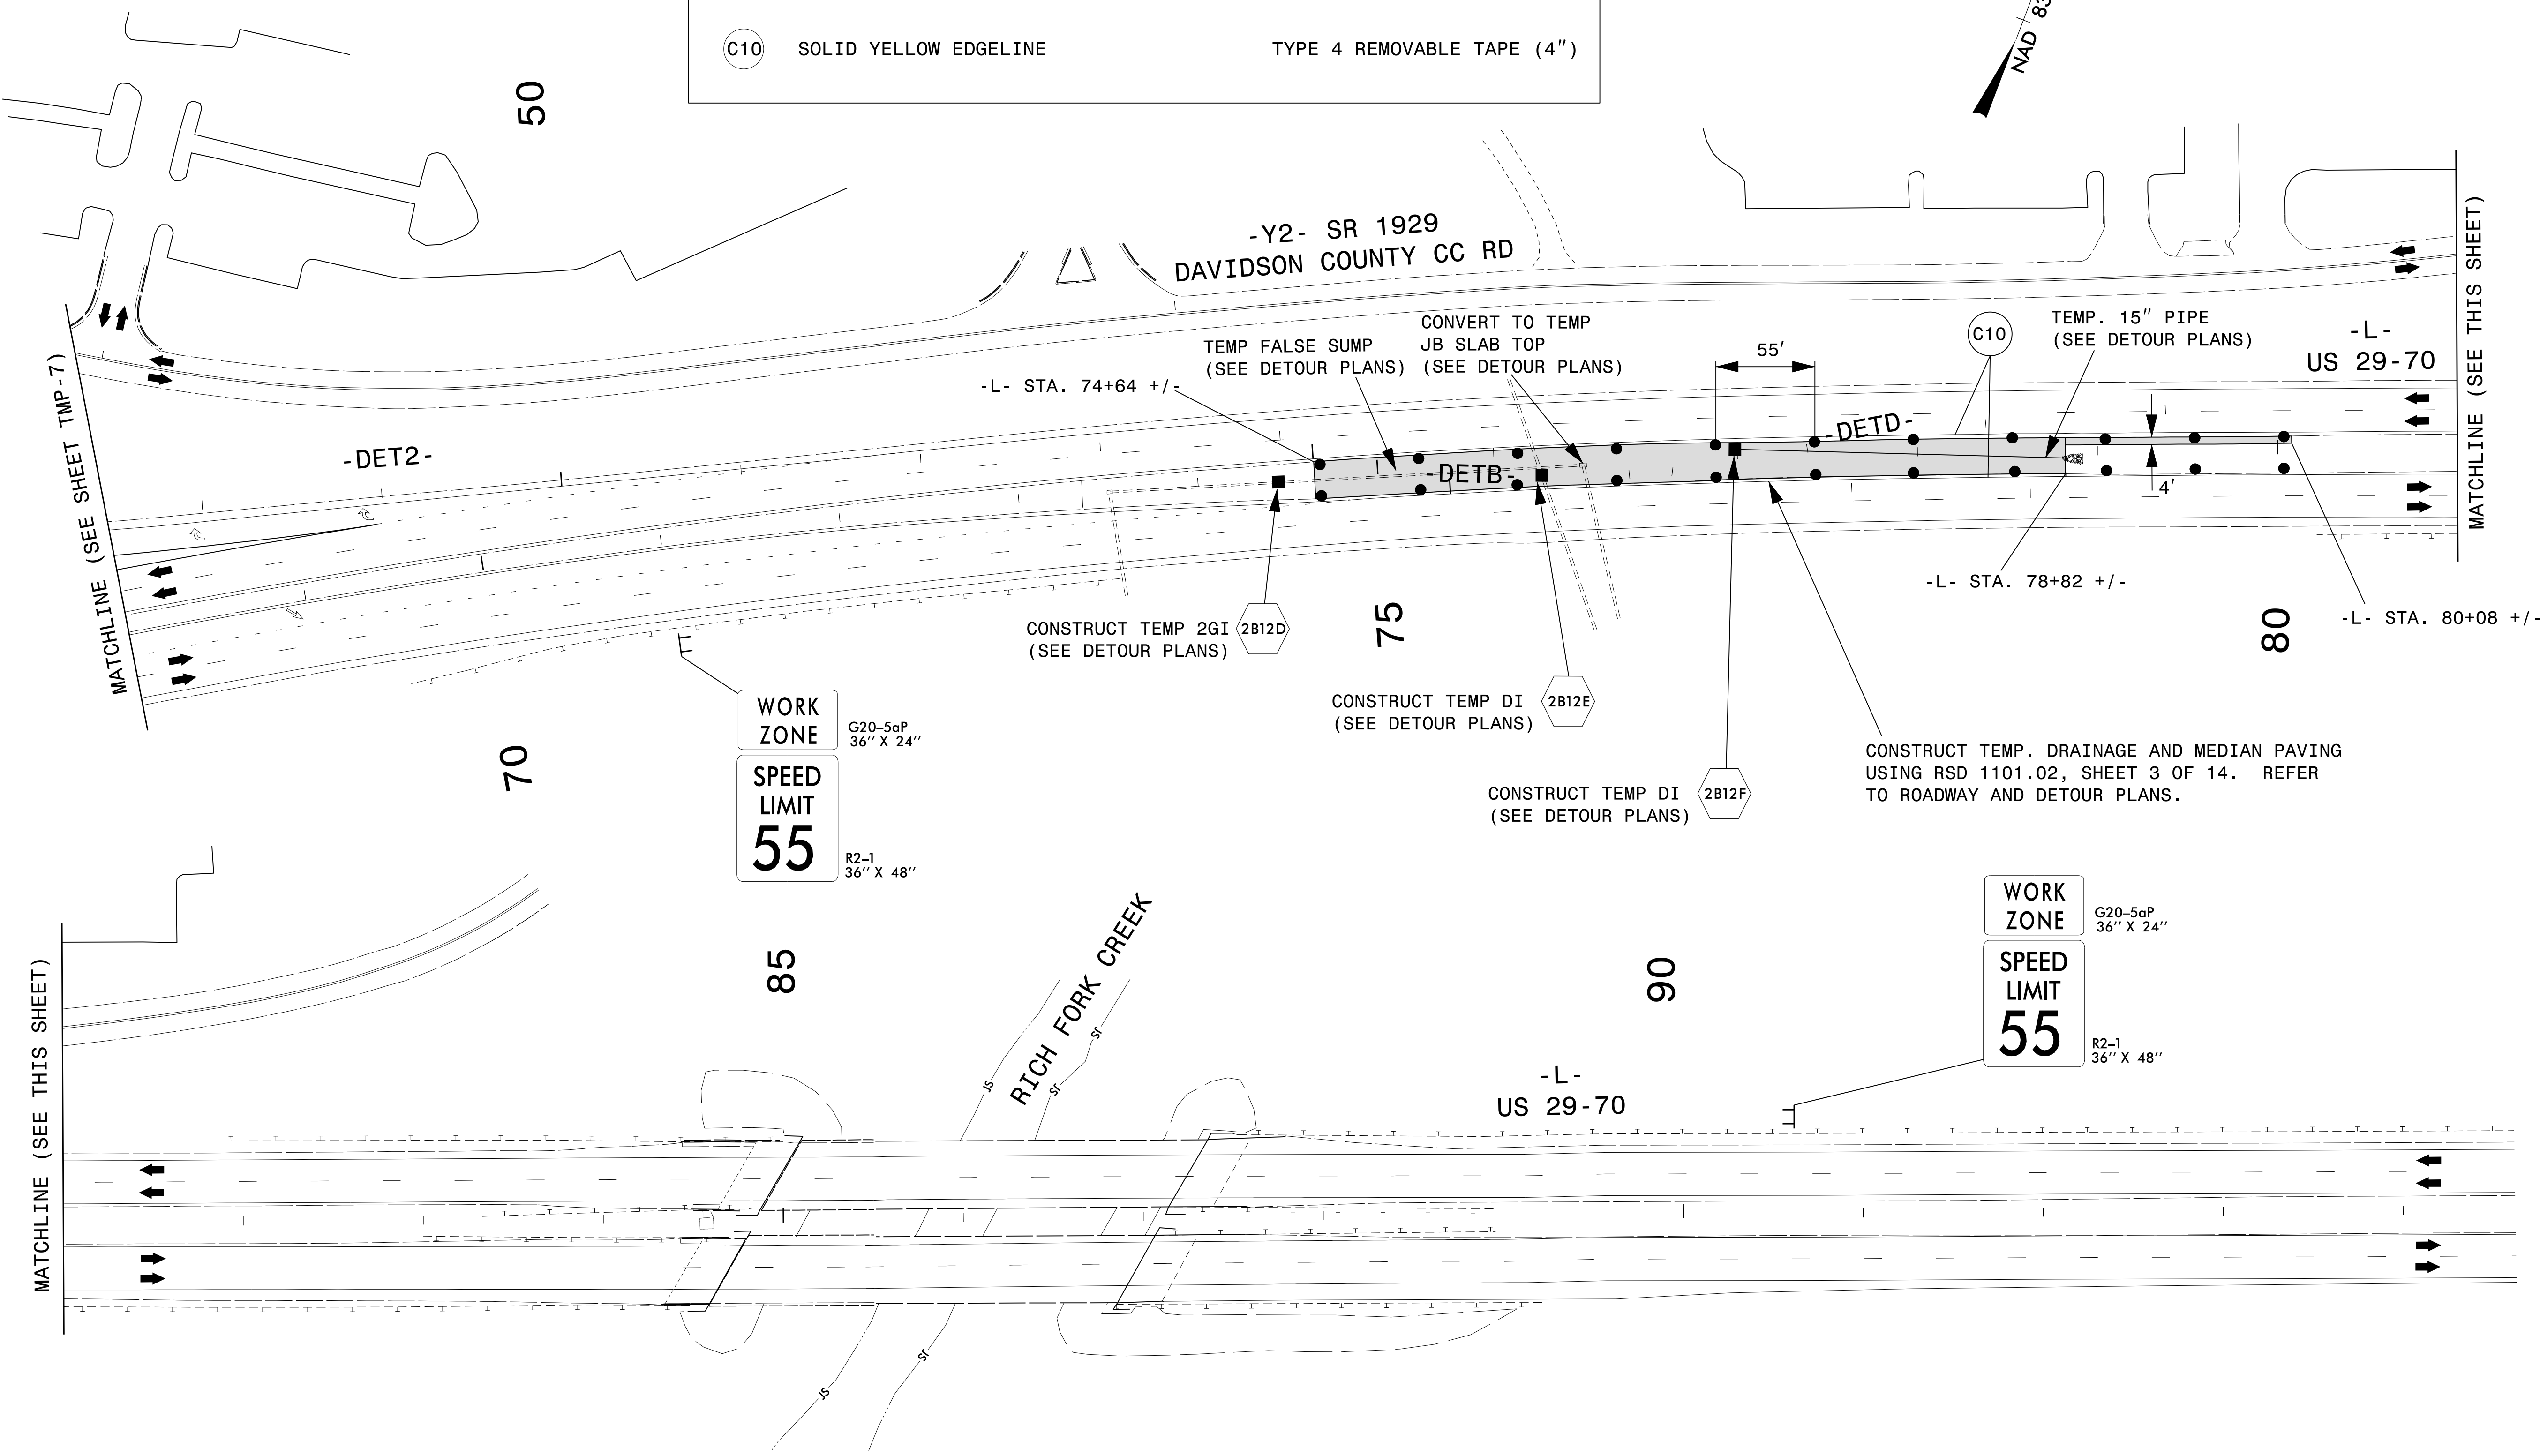 C10 SOLID YELLOW EDGELINE TYPE 4 REMOVABLE TAPE (4")
NAD 83
50
-Y2- SR 1929
DAVIDSON COUNTY CC RD
MATCHLINE (SEE SHEET TMP-7)
-DET2-
-L- STA. 74+64 +/-
TEMP FALSE SUMP
(SEE DETOUR PLANS)
CONVERT TO TEMP
JB SLAB TOP
(SEE DETOUR PLANS)
55'
C10
TEMP. 15" PIPE
(SEE DETOUR PLANS)
-L-
US 29-70
MATCHLINE (SEE THIS SHEET)
-DETD-
-DETB-
4'
-L- STA. 78+82 +/-
-L- STA. 80+08 +/-
70
75
80
CONSTRUCT TEMP 2GI
(SEE DETOUR PLANS)
2B12D
CONSTRUCT TEMP DI
(SEE DETOUR PLANS)
2B12E
CONSTRUCT TEMP DI
(SEE DETOUR PLANS)
2B12F
CONSTRUCT TEMP. DRAINAGE AND MEDIAN PAVING
USING RSD 1101.02, SHEET 3 OF 14. REFER
TO ROADWAY AND DETOUR PLANS.
WORK
ZONE
G20-5aP
36" X 24"
SPEED
LIMIT
55
R2-1
36" X 48"
MATCHLINE (SEE THIS SHEET)
85
RICH FORK CREEK
JS
JS
JS
JS
JS
90
-L-
US 29-70
WORK
ZONE
G20-5aP
36" X 24"
SPEED
LIMIT
55
R2-1
36" X 48"